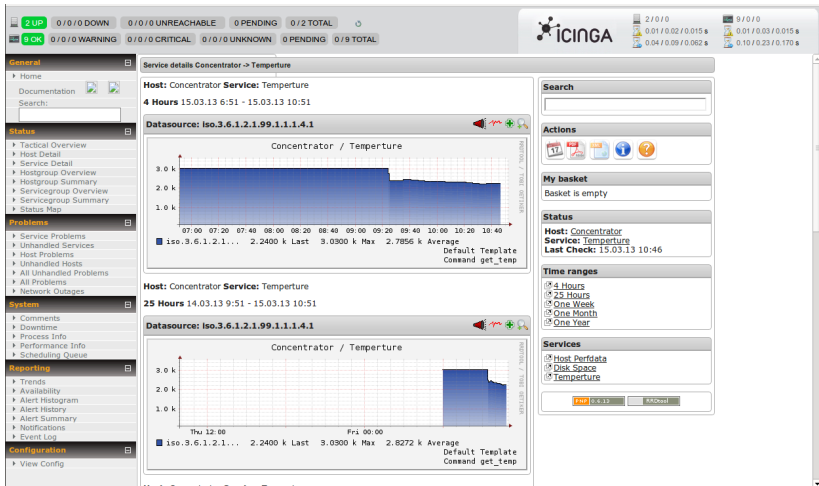 2 UP 0 / 0 / 0 DOWN 0 / 0 / 0 UNREACHABLE 0 PENDING 0 / 2 TOTAL
9 OK 0 / 0 / 0 WARNING 0 / 0 / 0 CRITICAL 0 / 0 / 0 UNKNOWN 0 PENDING 0 / 9 TOTAL
ICINGA
2 / 0 / 0
0.01 / 0.02 / 0.015 s
0.04 / 0.09 / 0.062 s
9 / 0 / 0
0.01 / 0.03 / 0.015 s
0.10 / 0.23 / 0.170 s
General
Home
Documentation
Search:
Status
Tactical Overview
Host Detail
Service Detail
Hostgroup Overview
Hostgroup Summary
Servicegroup Overview
Servicegroup Summary
Status Map
Problems
Service Problems
Unhandled Services
Host Problems
Unhandled Hosts
All Unhandled Problems
All Problems
Network Outages
System
Comments
Downtime
Process Info
Performance Info
Scheduling Queue
Reporting
Trends
Availability
Alert Histogram
Alert History
Alert Summary
Notifications
Event Log
Configuration
View Config
Service details Concentrator -> Temperture
Host: Concentrator Service: Temperture
4 Hours 15.03.13 6:51 - 15.03.13 10:51
Datasource: iso.3.6.1.2.1.99.1.1.1.4.1
Concentrator / Temperture
3.0 k
2.0 k
1.0 k
07:00 07:20 07:40 08:00 08:20 08:40 09:00 09:20 09:40 10:00 10:20 10:40
iso.3.6.1.2.1... 2.2400 k Last 3.0300 k Max 2.7856 k Average
Default Template
Command get_temp
RRDTOOL / TOBI OETIKER
Host: Concentrator Service: Temperture
25 Hours 14.03.13 9:51 - 15.03.13 10:51
Datasource: iso.3.6.1.2.1.99.1.1.1.4.1
Concentrator / Temperture
3.0 k
2.0 k
1.0 k
Thu 12:00 Fri 00:00
iso.3.6.1.2.1... 2.2400 k Last 3.0300 k Max 2.8272 k Average
Default Template
Command get_temp
RRDTOOL / TOBI OETIKER
Search
Actions
17
PDF
My basket
Basket is empty
Status
Host: Concentrator
Service: Temperture
Last Check: 15.03.13 10:46
Time ranges
4 Hours
25 Hours
One Week
One Month
One Year
Services
Host Perfdata
Disk Space
Temperture
PNP 0.6.13
RRDtool